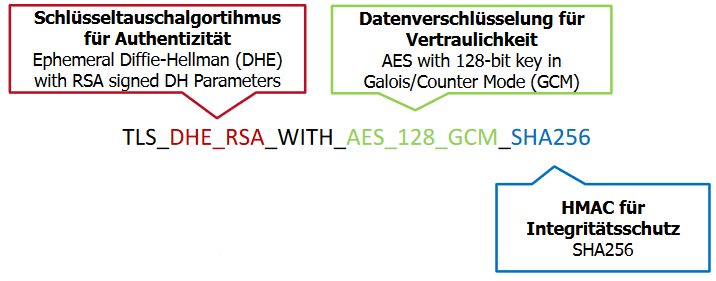 Schlüsseltauschalgortihmus
für Authentizität
Ephemeral Diffie-Hellman (DHE)
with RSA signed DH Parameters
Datenverschlüsselung für
Vertraulichkeit
AES with 128-bit key in
Galois/Counter Mode (GCM)
TLS_DHE_RSA_WITH_AES_128_GCM_SHA256
HMAC für
Integritätsschutz
SHA256